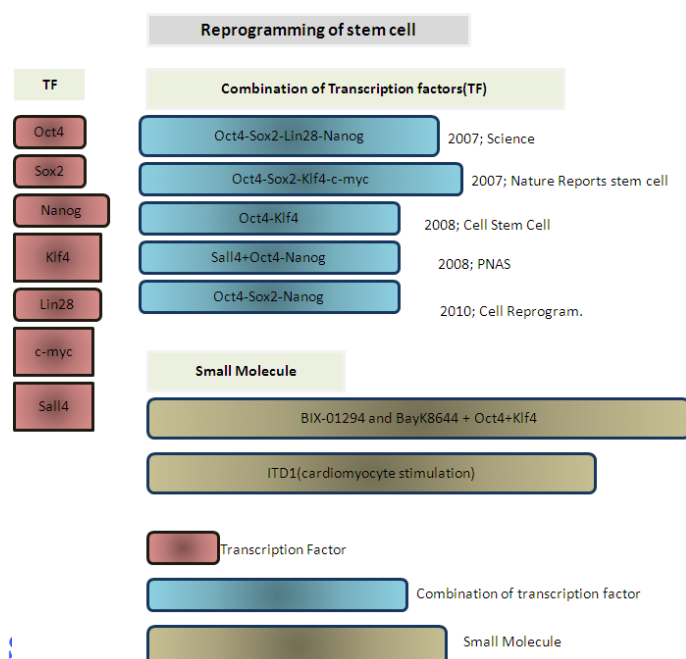 Reprogramming of stem cell
TF
Combination of Transcription factors(TF)
Oct4
Oct4-Sox2-Lin28-Nanog
2007; Science
Sox2
Oct4-Sox2-Klf4-c-myc
2007; Nature Reports stem cell
Nanog
Oct4-Klf4
2008; Cell Stem Cell
Klf4
Sall4+Oct4-Nanog
2008; PNAS
Lin28
Oct4-Sox2-Nanog
2010; Cell Reprogram.
c-myc
Small Molecule
Sall4
BIX-01294 and BayK8644 + Oct4+Klf4
ITD1(cardiomyocyte stimulation)
Transcription Factor
Combination of transcription factor
Small Molecule